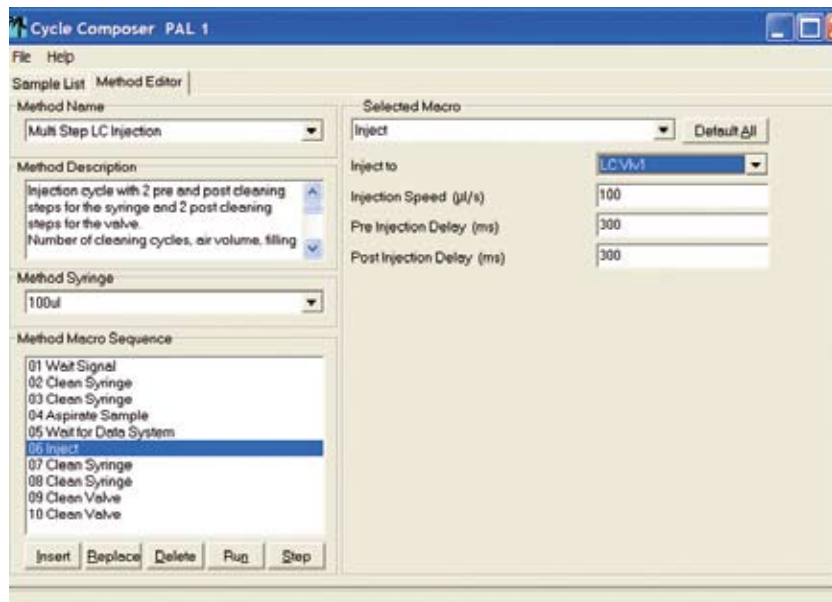 Cycle Composer PAL 1
File Help
Sample List Method Editor
Method Name
Multi Step LC Injection
Method Description
Injection cycle with 2 pre and post cleaning
steps for the syringe and 2 post cleaning
steps for the valve.
Number of cleaning cycles, air volume, filling
Method Syringe
100ul
Method Macro Sequence
01 Wait Signal
02 Clean Syringe
03 Clean Syringe
04 Aspirate Sample
05 Wait for Data System
06 Inject
07 Clean Syringe
08 Clean Syringe
09 Clean Valve
10 Clean Valve
Insert Replace Delete Run Step
Selected Macro
Inject Default All
Inject to LC Vlv1
Injection Speed (µl/s) 100
Pre Injection Delay (ms) 300
Post Injection Delay (ms) 300